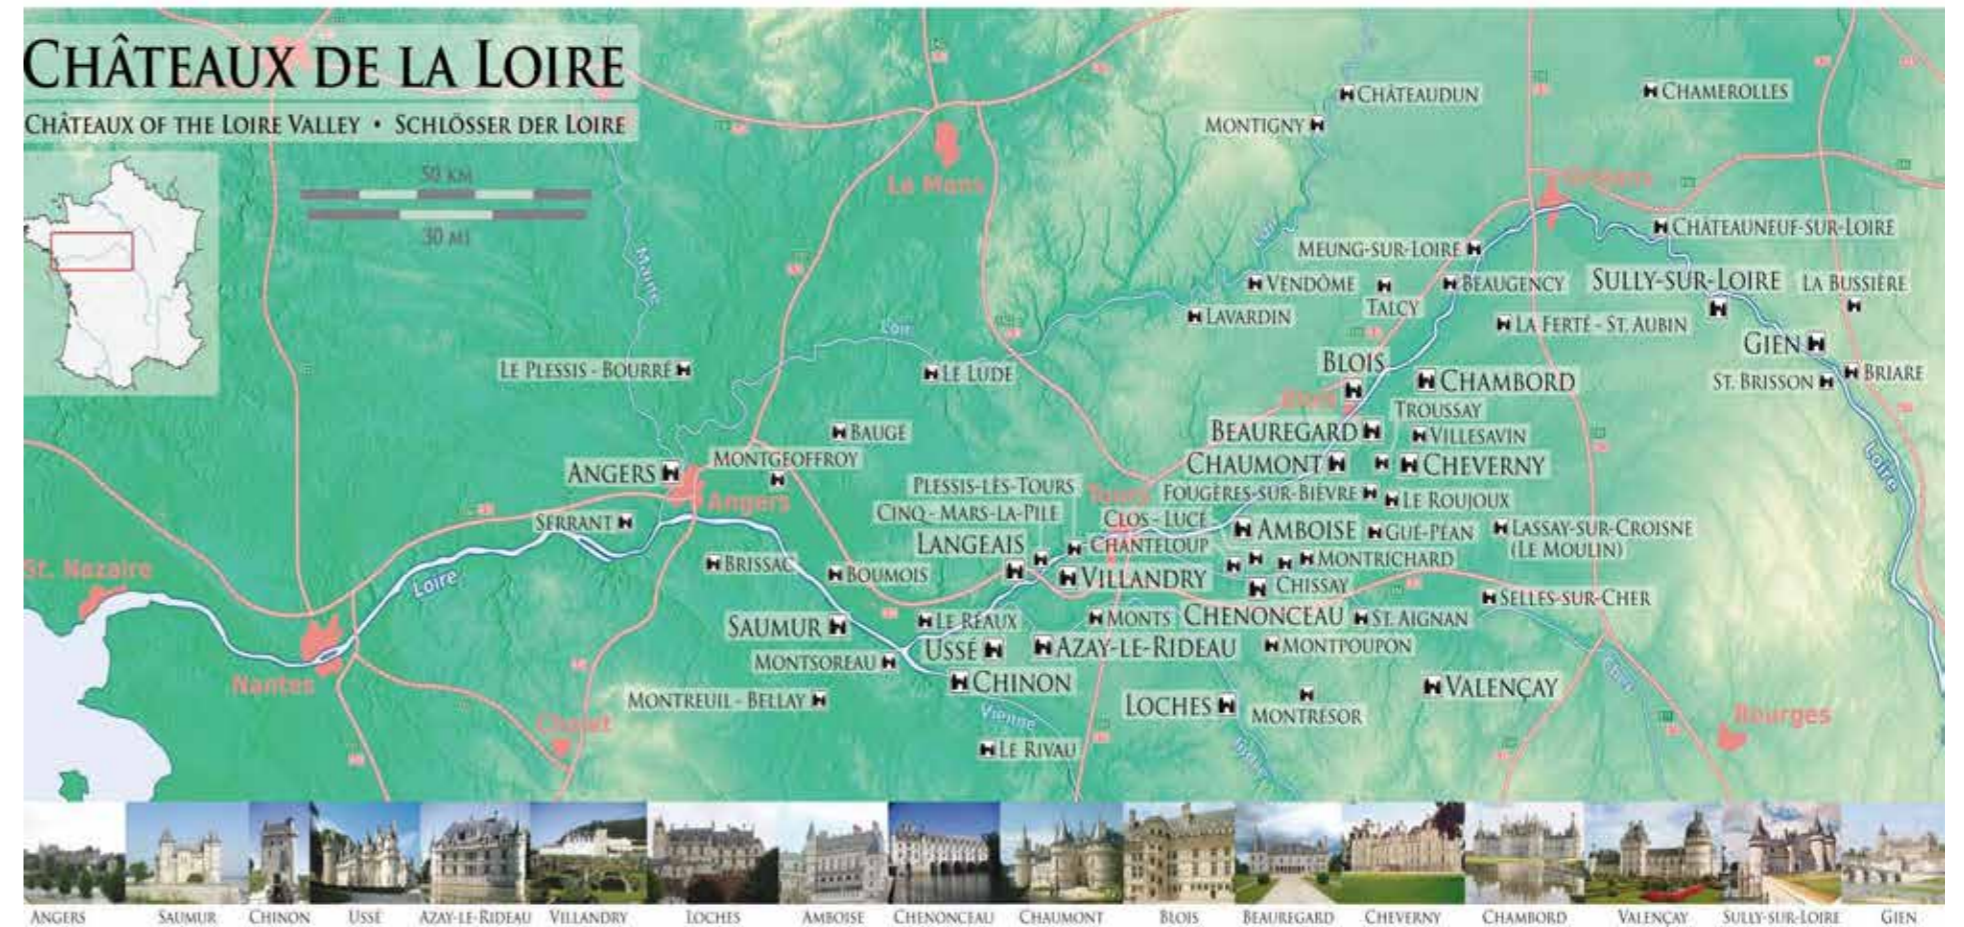 CHÂTEAUX DE LA LOIRE
CHÂTEAUX OF THE LOIRE VALLEY • SCHLÖSSER DER LOIRE
50 KM
30 MI
Le Mans
CHÂTEAUDUN
CHAMEROLLES
MONTIGNY
Orléans
Loir
Maine
CHÂTEAUNEUF-SUR-LOIRE
MEUNG-SUR-LOIRE
VENDÔME
TALCY
BEAUGENCY
SULLY-SUR-LOIRE
LA BUSSIÈRE
LAVARDIN
LA FERTÉ - ST. AUBIN
Loir
GIEN
LE PLESSIS - BOURRÉ
LE LUDE
BLOIS
CHAMBORD
ST. BRISSON
BRIARE
Blois
TROUSSAY
BAUGÉ
BEAUREGARD
VILLESAVIN
MONTGEOFFROY
ANGERS
CHAUMONT
CHEVERNY
Loire
PLESSIS-LÈS-TOURS
Tours
FOUGÈRES-SUR-BIÈVRE
LE ROUJOUX
Angers
CINQ - MARS-LA-PILE
CLOS - LUCÉ
SERRANT
AMBOISE
GUÉ-PÉAN
LASSAY-SUR-CROISNE
(LE MOULIN)
LANGEAIS
CHANTELOUP
MONTRICHARD
St. Nazaire
BRISSAC
BOUMOIS
VILLANDRY
CHISSAY
Loire
SELLES-SUR-CHER
SAUMUR
LE RÉAUX
MONTS
CHENONCEAU
ST. AIGNAN
USSÉ
AZAY-LE-RIDEAU
MONTPOUPON
MONTSOREAU
Cher
Nantes
CHINON
VALENÇAY
MONTREUIL - BELLAY
LOCHES
MONTRÉSOR
Vienne
Cholet
Bourges
LE RIVAU
Indre
ANGERS SAUMUR CHINON USSÉ AZAY-LE-RIDEAU VILLANDRY LOCHES AMBOISE CHENONCEAU CHAUMONT BLOIS BEAUREGARD CHEVERNY CHAMBORD VALENÇAY SULLY-SUR-LOIRE GIEN